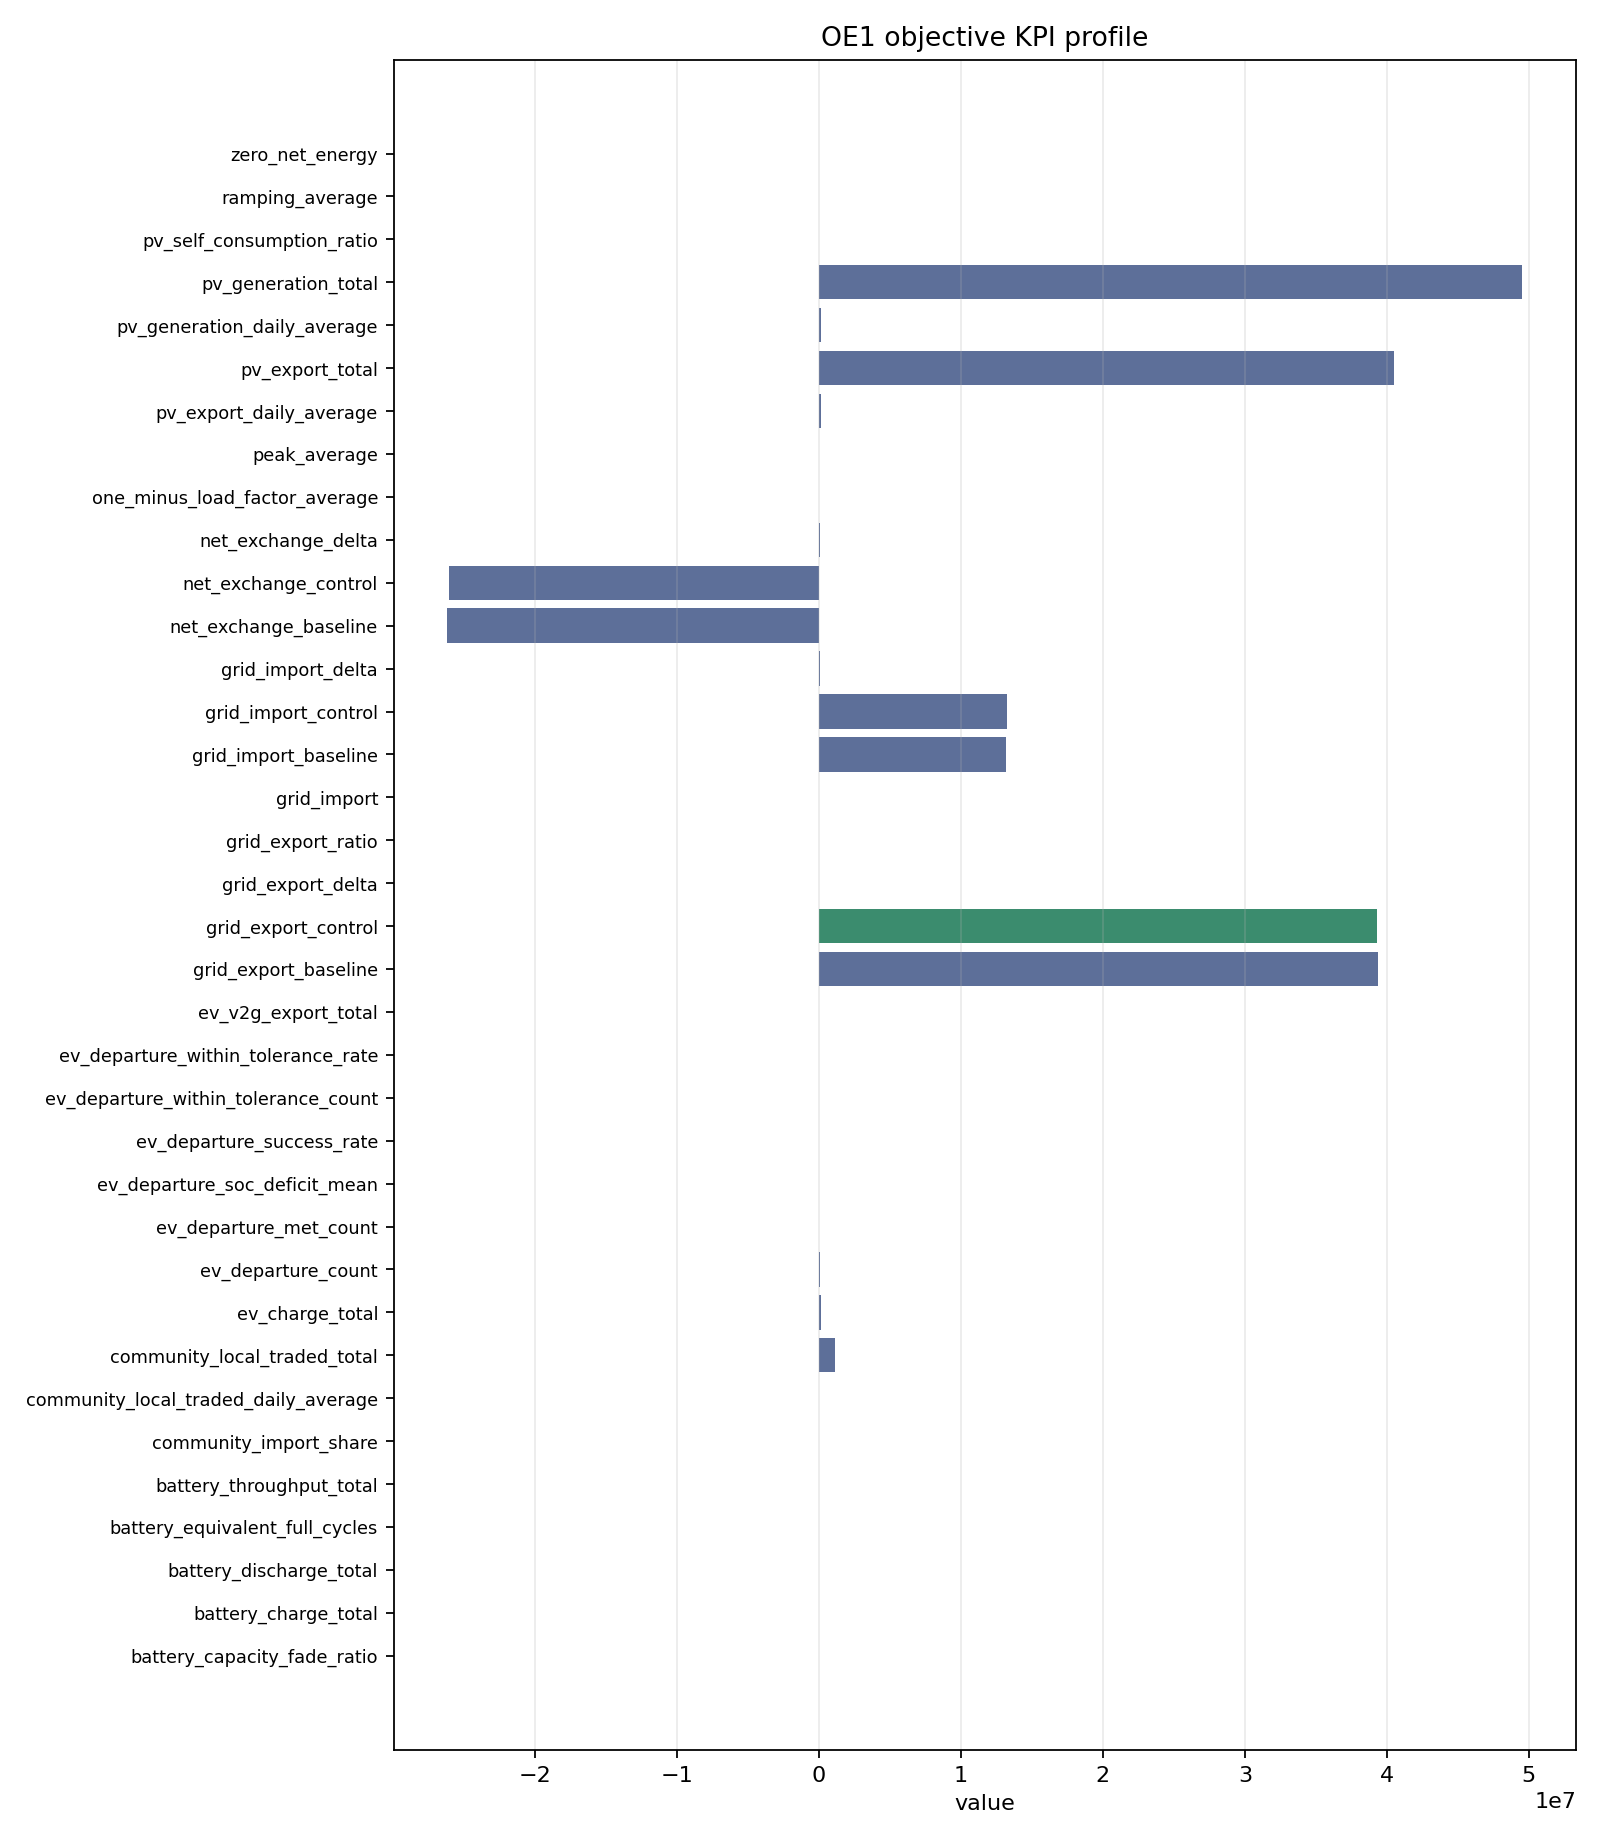 OE1 objective KPI profile
zero_net_energy
ramping_average
pv_self_consumption_ratio
pv_generation_total
pv_generation_daily_average
pv_export_total
pv_export_daily_average
peak_average
one_minus_load_factor_average
net_exchange_delta
net_exchange_control
net_exchange_baseline
grid_import_delta
grid_import_control
grid_import_baseline
grid_import
grid_export_ratio
grid_export_delta
grid_export_control
grid_export_baseline
ev_v2g_export_total
ev_departure_within_tolerance_rate
ev_departure_within_tolerance_count
ev_departure_success_rate
ev_departure_soc_deficit_mean
ev_departure_met_count
ev_departure_count
ev_charge_total
community_local_traded_total
community_local_traded_daily_average
community_import_share
battery_throughput_total
battery_equivalent_full_cycles
battery_discharge_total
battery_charge_total
battery_capacity_fade_ratio
−2 −1 0 1 2 3 4 5
1e7
value